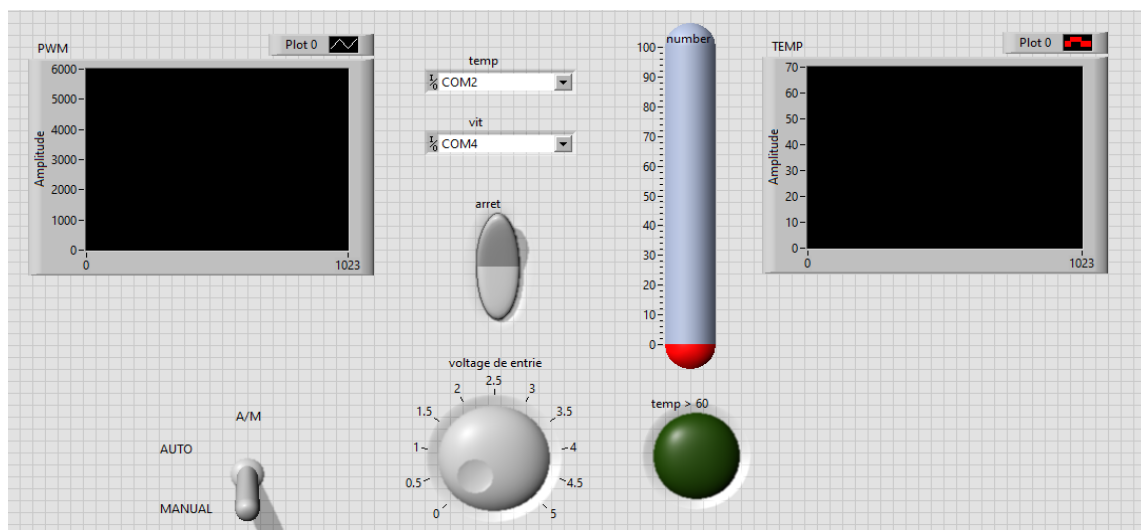 PWM
Plot 0
6000
5000
4000
3000
2000
1000
0
Amplitude
0
1023
temp
I/O COM2
vit
I/O COM4
arret
number
100
90
80
70
60
50
40
30
20
10
0
TEMP
Plot 0
70
60
50
40
30
20
10
0
Amplitude
0
1023
A/M
AUTO
MANUAL
voltage de entrie
0
0.5
1
1.5
2
2.5
3
3.5
4
4.5
5
temp > 60